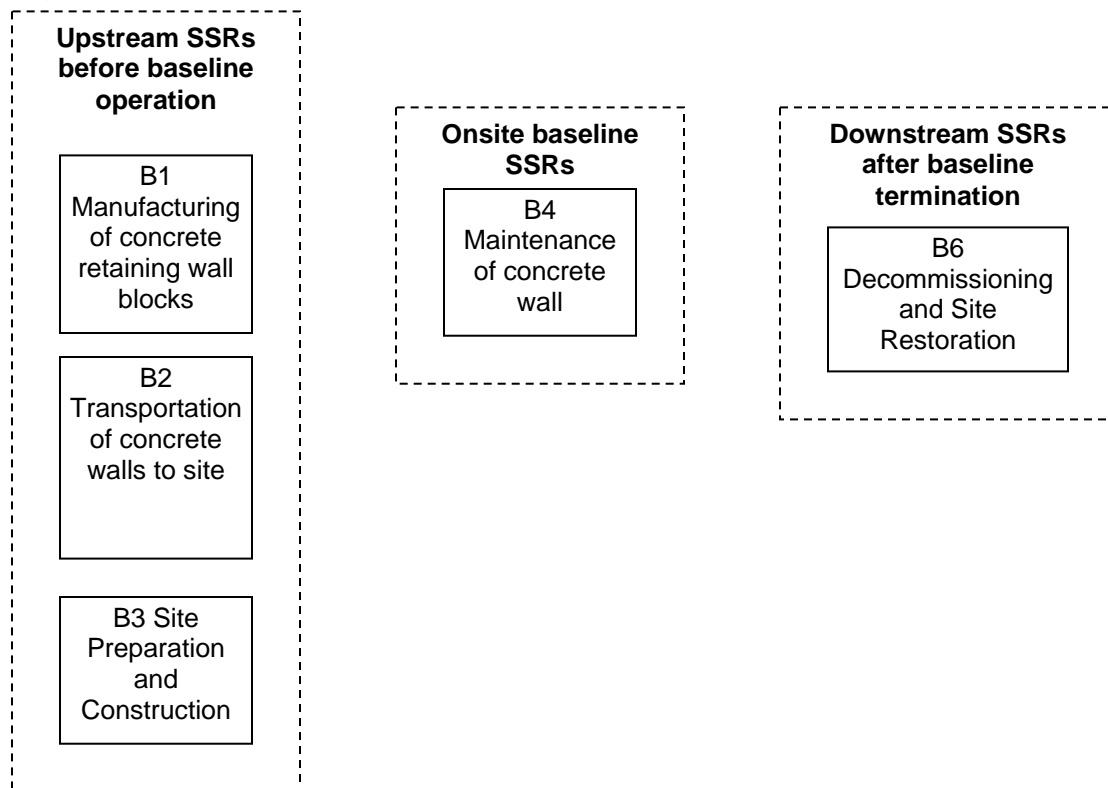 Upstream SSRs
before baseline
operation
B1
Manufacturing
of concrete
retaining wall
blocks
B2
Transportation
of concrete
walls to site
B3 Site
Preparation
and
Construction
Onsite baseline
SSRs
B4
Maintenance
of concrete
wall
Downstream SSRs
after baseline
termination
B6
Decommissioning
and Site
Restoration